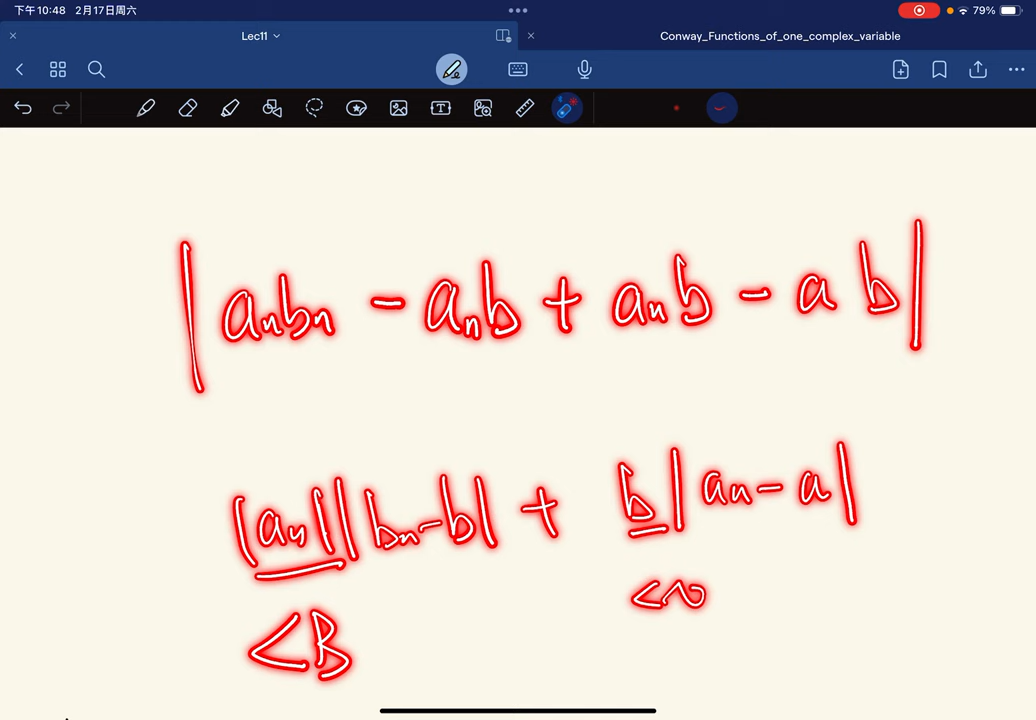 下午10:48 2月17日周六 79%
Lec11 Conway_Functions_of_one_complex_variable
|aₙbₙ - aₙb + aₙb - ab|
|aₙ||bₙ-b| + b|aₙ-a|
<B <∞